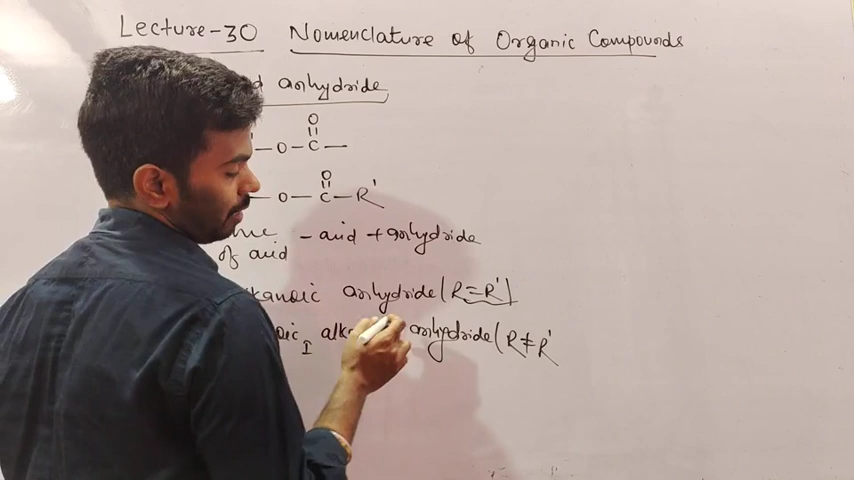 Lecture-30 Nomenclature of Organic Compounds
d anhydride
O
-O-C-
O
-O-C-R'
-acid + anhydride
of acid
kanoic anhydride (R=R')
oic alk anhydride (R≠R'